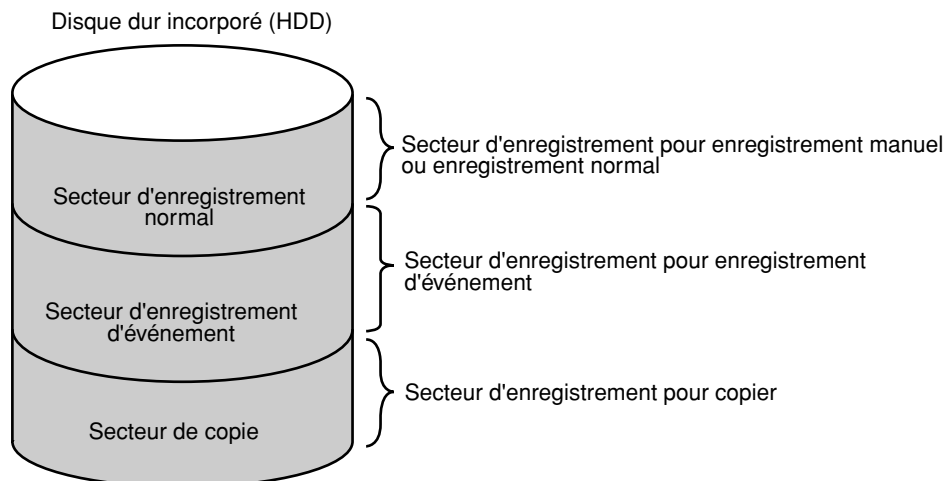 Disque dur incorporé (HDD)
Secteur d'enregistrement pour enregistrement manuel
ou enregistrement normal
Secteur d'enregistrement
normal
Secteur d'enregistrement pour enregistrement
d'événement
Secteur d'enregistrement
d'événement
Secteur d'enregistrement pour copier
Secteur de copie